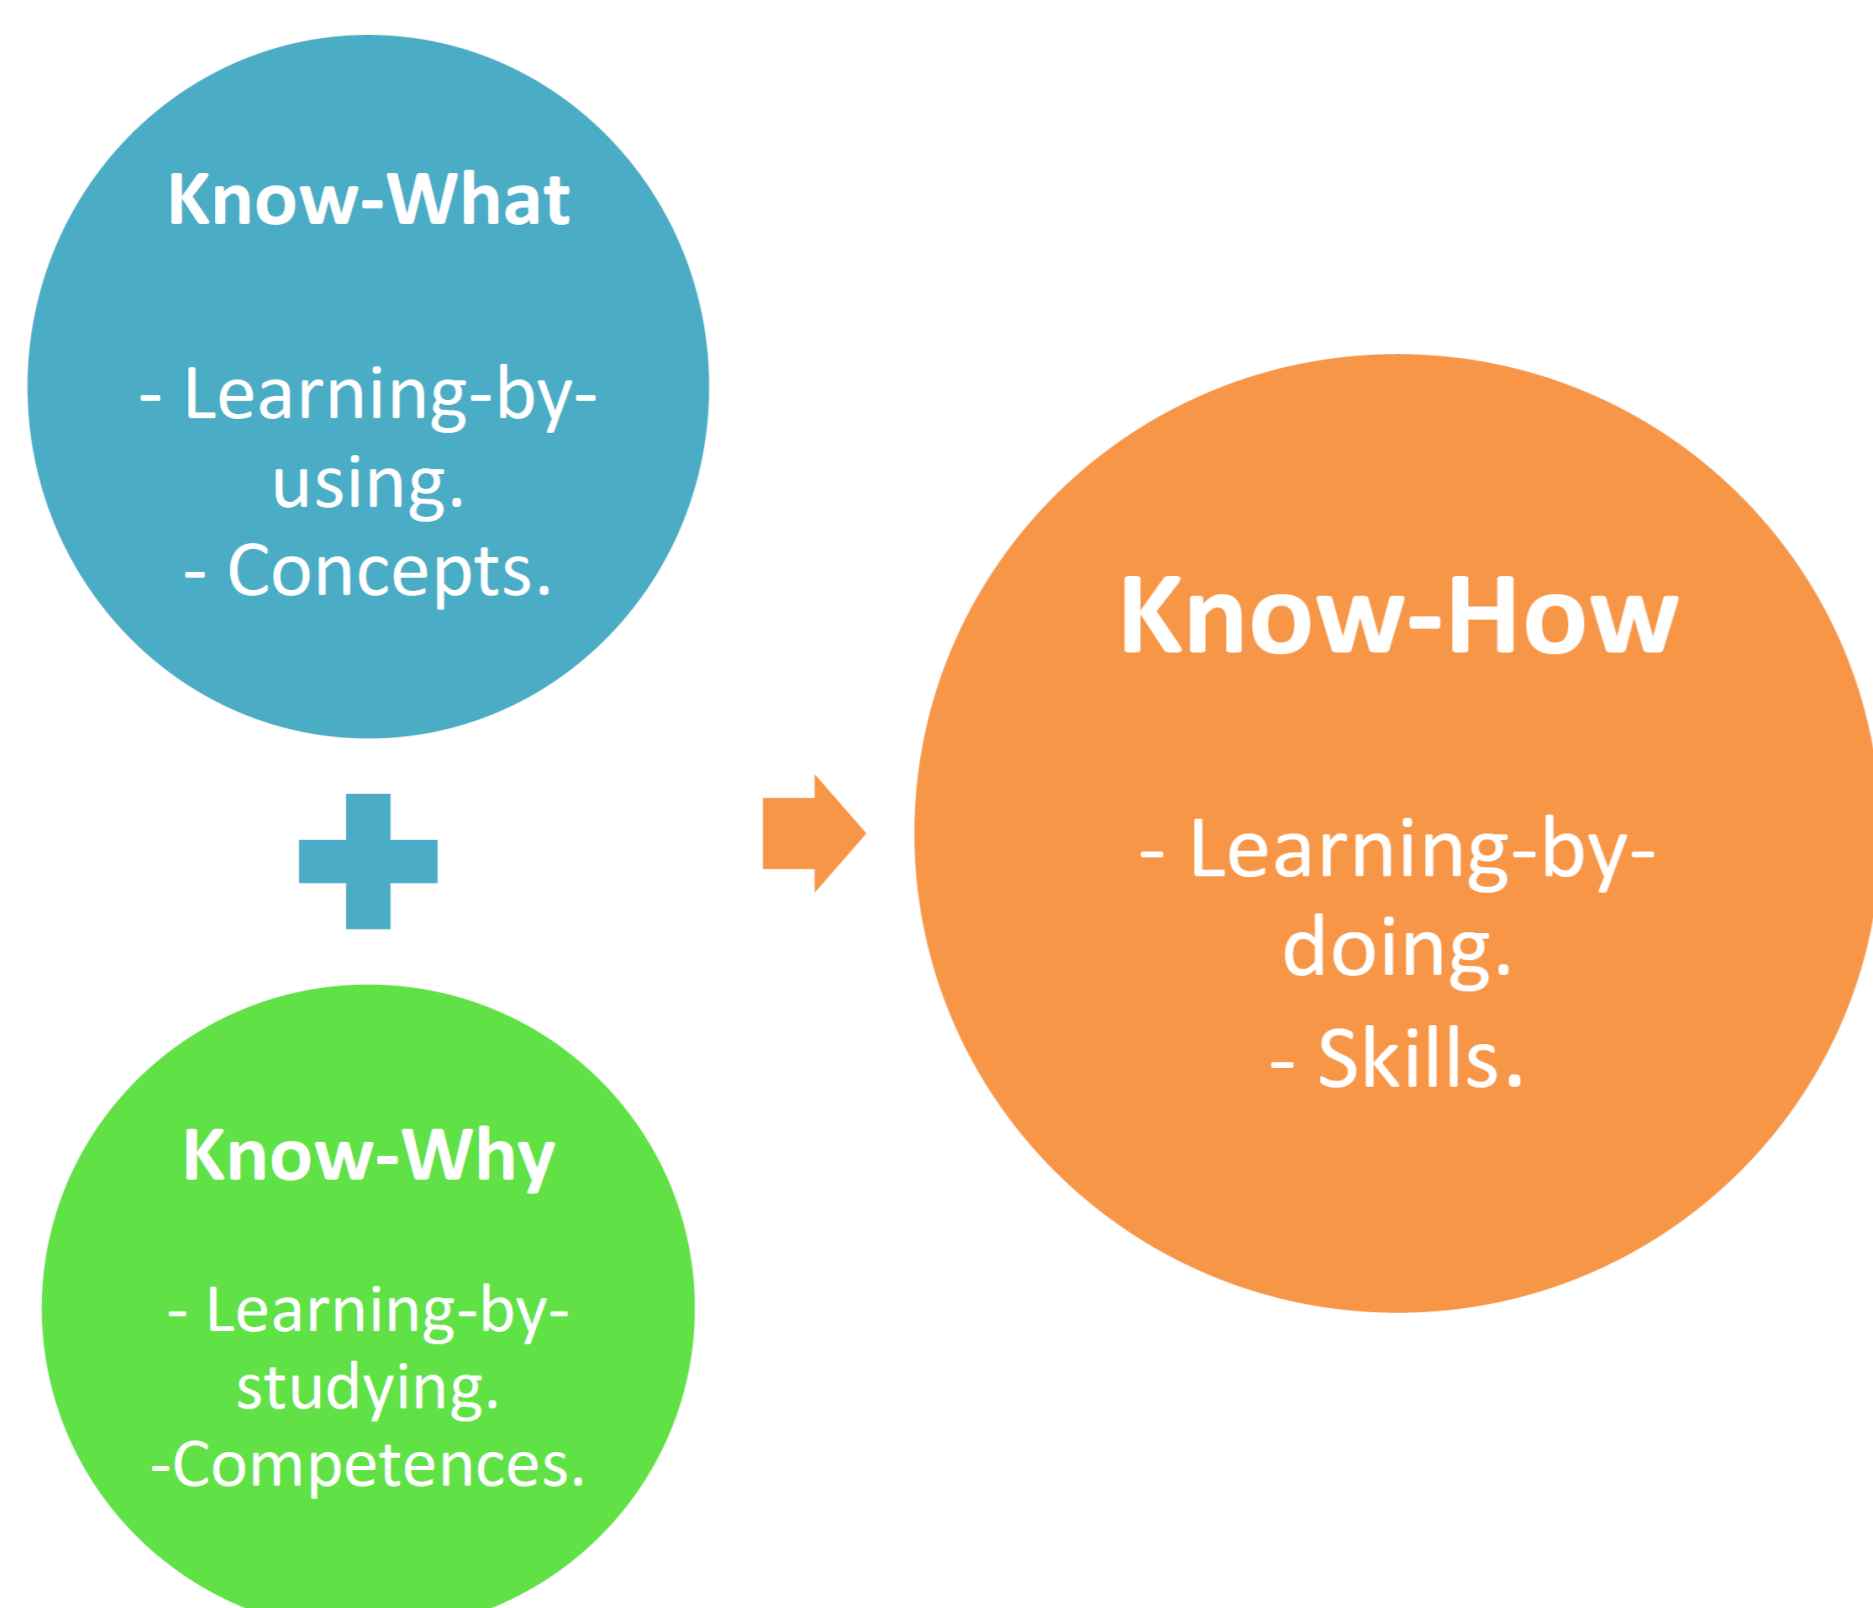 Know-What
- Learning-by-
using.
- Concepts.
Know-Why
- Learning-by-
studying.
-Competences.
Know-How
- Learning-by-
doing.
- Skills.